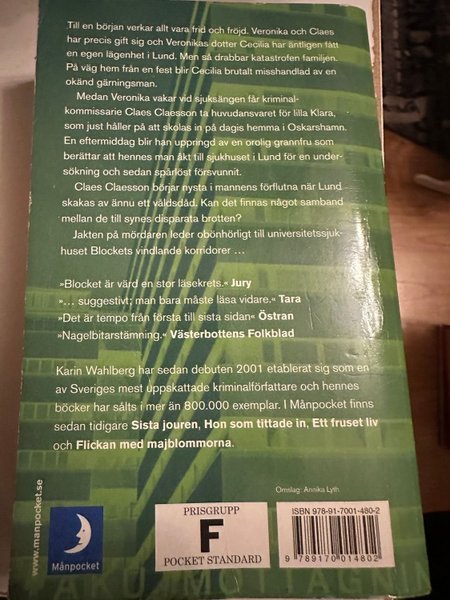 Till en början verkar allt vara frid och fröjd. Veronika och Claes
har precis gift sig och Veronikas dotter Cecilia har äntligen fått
en egen lägenhet i Lund. Men så drabbar katastrofen familjen.
På väg hem från en fest blir Cecilia brutalt misshandlad av en
okänd gärningsman.
Medan Veronika vakar vid sjuksängen får kriminal-
kommissarie Claes Claesson ta huvudansvaret för lilla Klara,
som just håller på att skolas in på dagis hemma i Oskarshamn.
En eftermiddag blir han uppringd av en orolig grannfru som
berättar att hennes man åkt till sjukhuset i Lund för en under-
sökning och sedan spårlöst försvunnit.
Claes Claesson börjar nysta i mannens förflutna när Lund
skakas av ännu ett våldsdåd. Kan det finnas något samband
mellan de till synes disparata brotten?
Jakten på mördaren leder obönhörligt till universitetssjuk-
huset Blockets vindlande korridorer ...
»Blocket är värd en stor läsekrets.« Jury
»... suggestivt; man bara måste läsa vidare.« Tara
»Det är tempo från första till sista sidan« Östran
»Nagelbitarstämning.« Västerbottens Folkblad
Karin Wahlberg har sedan debuten 2001 etablerat sig som en
av Sveriges mest uppskattade kriminalförfattare och hennes
böcker har sålts i mer än 800.000 exemplar. I Månpocket finns
sedan tidigare Sista jouren, Hon som tittade in, Ett fruset liv
och Flickan med majblommorna.
Omslag: Annika Lyth
www.manpocket.se
Månpocket
PRISGRUPP
F
POCKET STANDARD
ISBN 978-91-7001-480-2
9 789170 014802
MOTTAGNIN